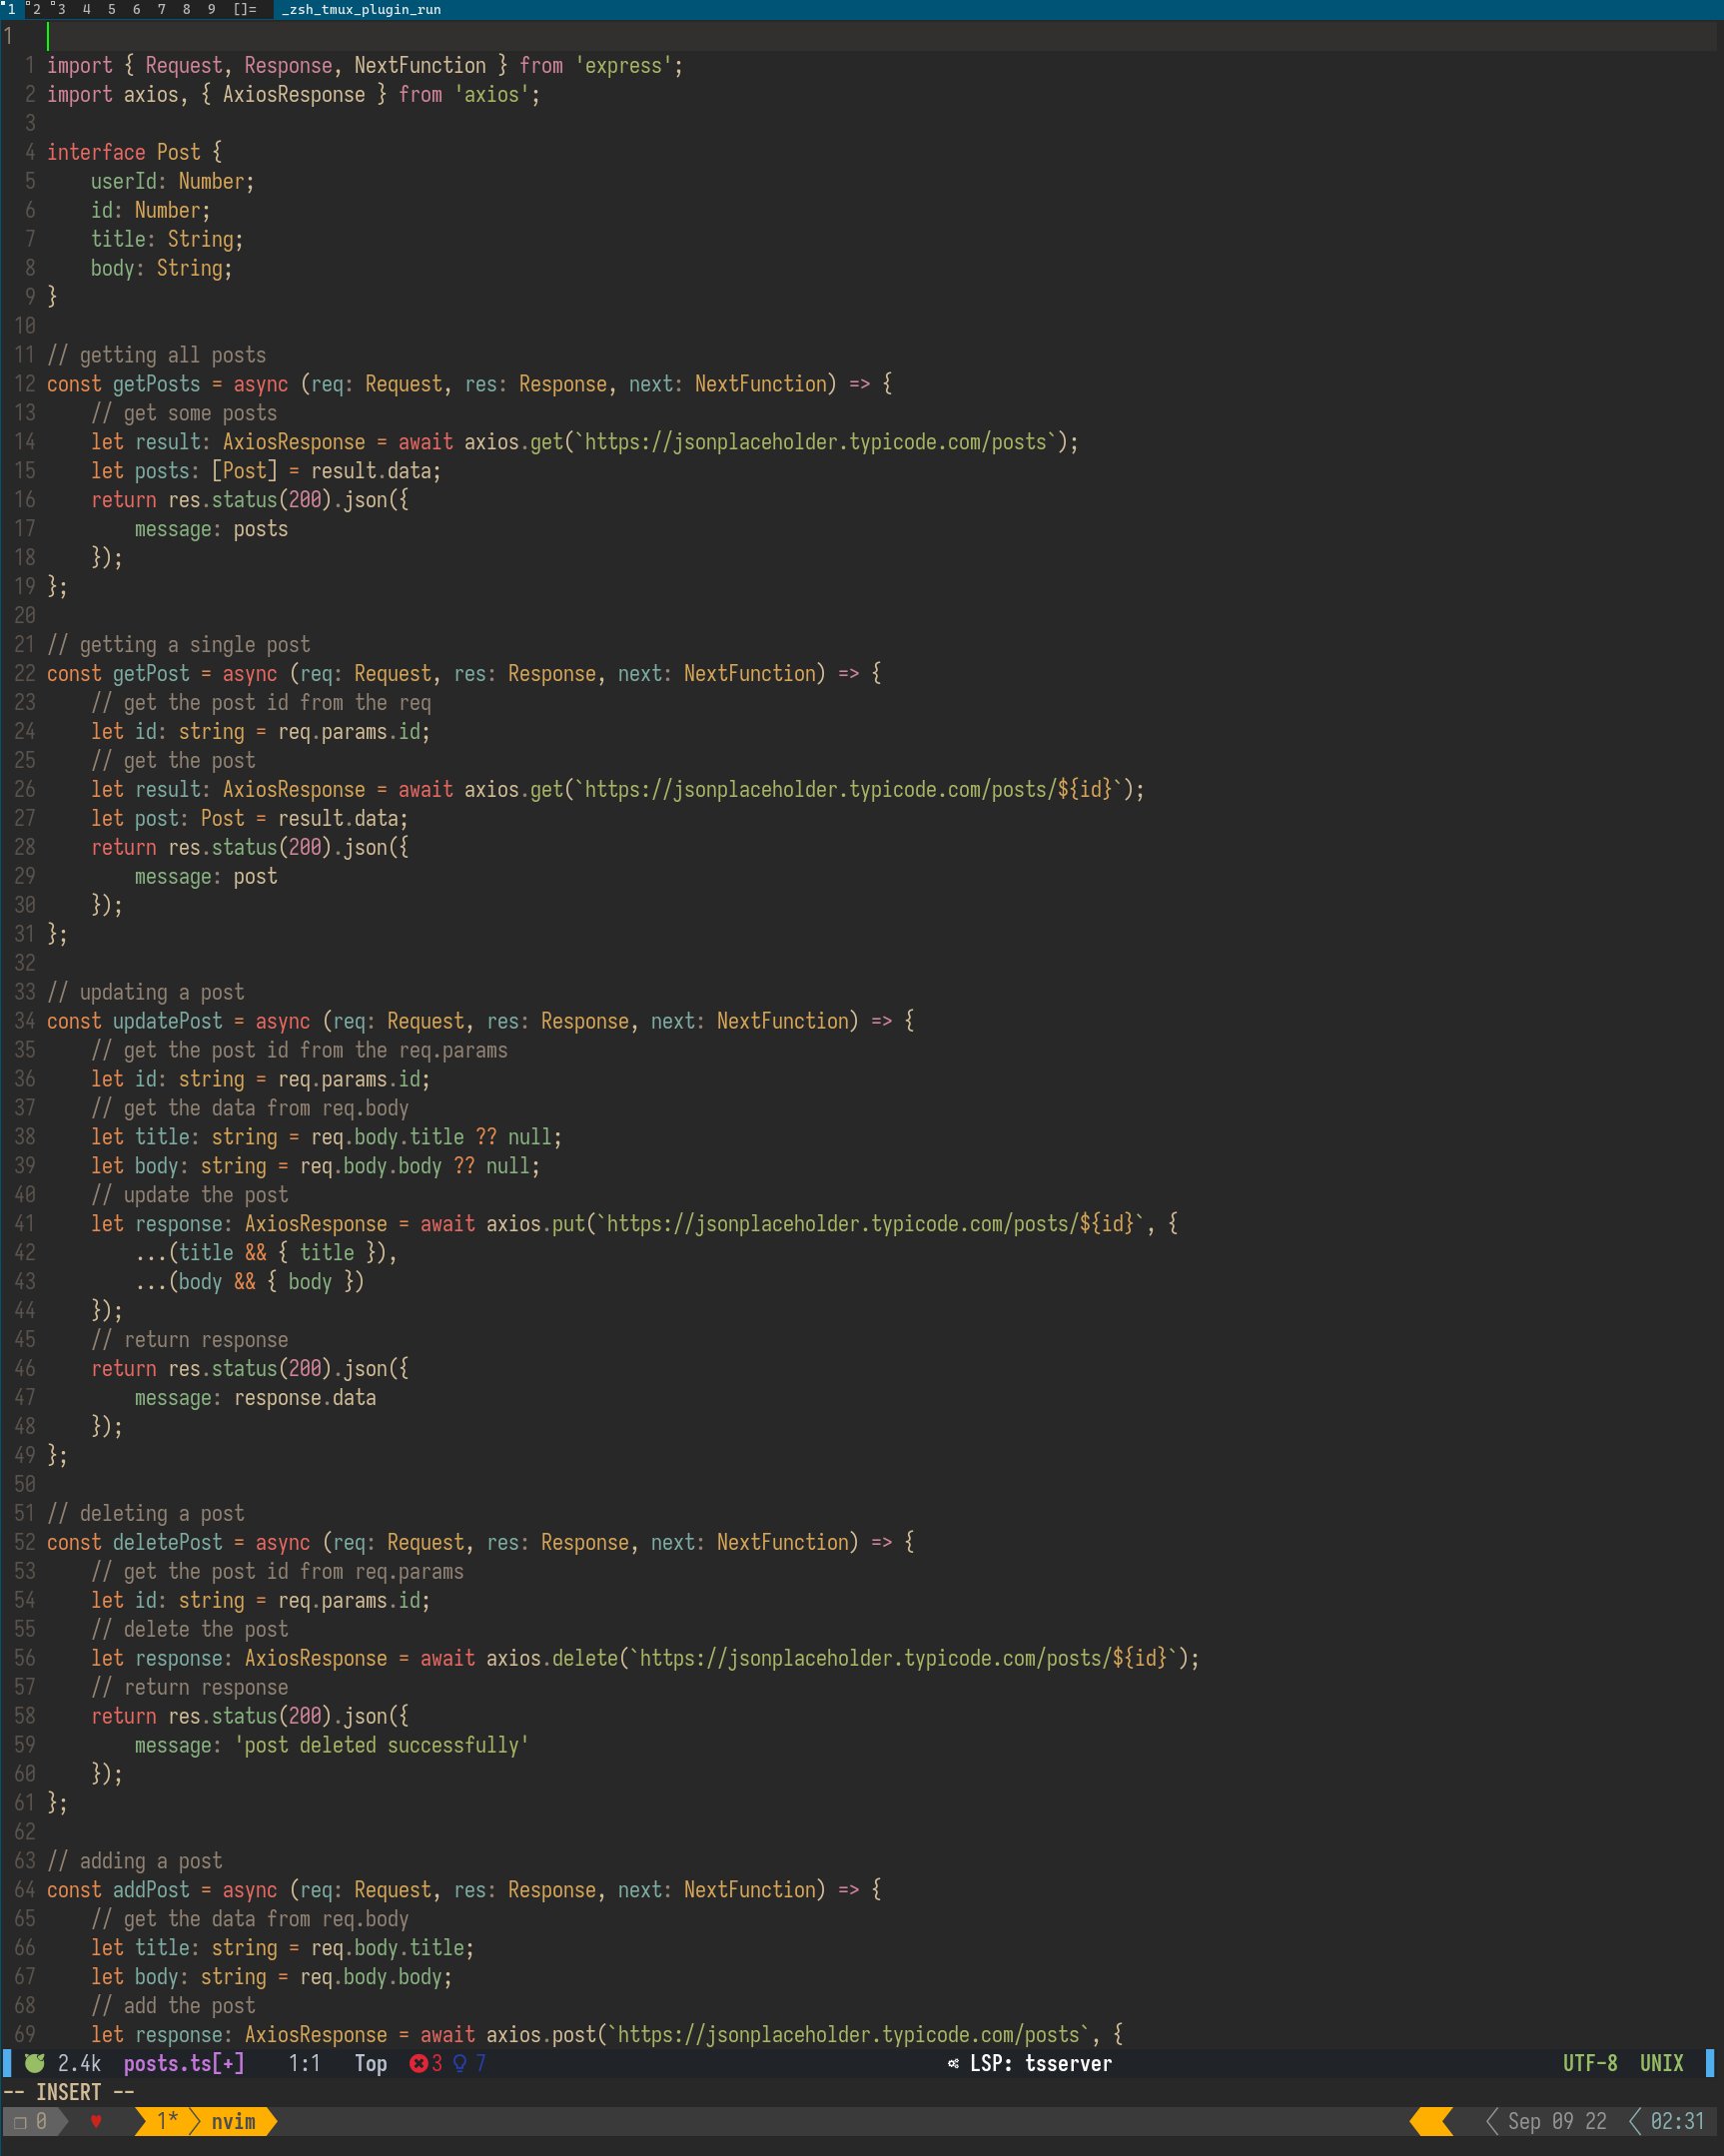 1 2 3 4 5 6 7 8 9 []= _zsh_tmux_plugin_run
1
1 import { Request, Response, NextFunction } from 'express';
2 import axios, { AxiosResponse } from 'axios';
3
4 interface Post {
5     userId: Number;
6     id: Number;
7     title: String;
8     body: String;
9 }
10
11 // getting all posts
12 const getPosts = async (req: Request, res: Response, next: NextFunction) => {
13     // get some posts
14     let result: AxiosResponse = await axios.get(`https://jsonplaceholder.typicode.com/posts`);
15     let posts: [Post] = result.data;
16     return res.status(200).json({
17         message: posts
18     });
19 };
20
21 // getting a single post
22 const getPost = async (req: Request, res: Response, next: NextFunction) => {
23     // get the post id from the req
24     let id: string = req.params.id;
25     // get the post
26     let result: AxiosResponse = await axios.get(`https://jsonplaceholder.typicode.com/posts/${id}`);
27     let post: Post = result.data;
28     return res.status(200).json({
29         message: post
30     });
31 };
32
33 // updating a post
34 const updatePost = async (req: Request, res: Response, next: NextFunction) => {
35     // get the post id from the req.params
36     let id: string = req.params.id;
37     // get the data from req.body
38     let title: string = req.body.title ?? null;
39     let body: string = req.body.body ?? null;
40     // update the post
41     let response: AxiosResponse = await axios.put(`https://jsonplaceholder.typicode.com/posts/${id}`, {
42         ...(title && { title }),
43         ...(body && { body })
44     });
45     // return response
46     return res.status(200).json({
47         message: response.data
48     });
49 };
50
51 // deleting a post
52 const deletePost = async (req: Request, res: Response, next: NextFunction) => {
53     // get the post id from req.params
54     let id: string = req.params.id;
55     // delete the post
56     let response: AxiosResponse = await axios.delete(`https://jsonplaceholder.typicode.com/posts/${id}`);
57     // return response
58     return res.status(200).json({
59         message: 'post deleted successfully'
60     });
61 };
62
63 // adding a post
64 const addPost = async (req: Request, res: Response, next: NextFunction) => {
65     // get the data from req.body
66     let title: string = req.body.title;
67     let body: string = req.body.body;
68     // add the post
69     let response: AxiosResponse = await axios.post(`https://jsonplaceholder.typicode.com/posts`, {
2.4k posts.ts[+] 1:1 Top 3 7 LSP: tsserver UTF-8 UNIX
-- INSERT --
0 ♥ 1* nvim Sep 09 22 02:31